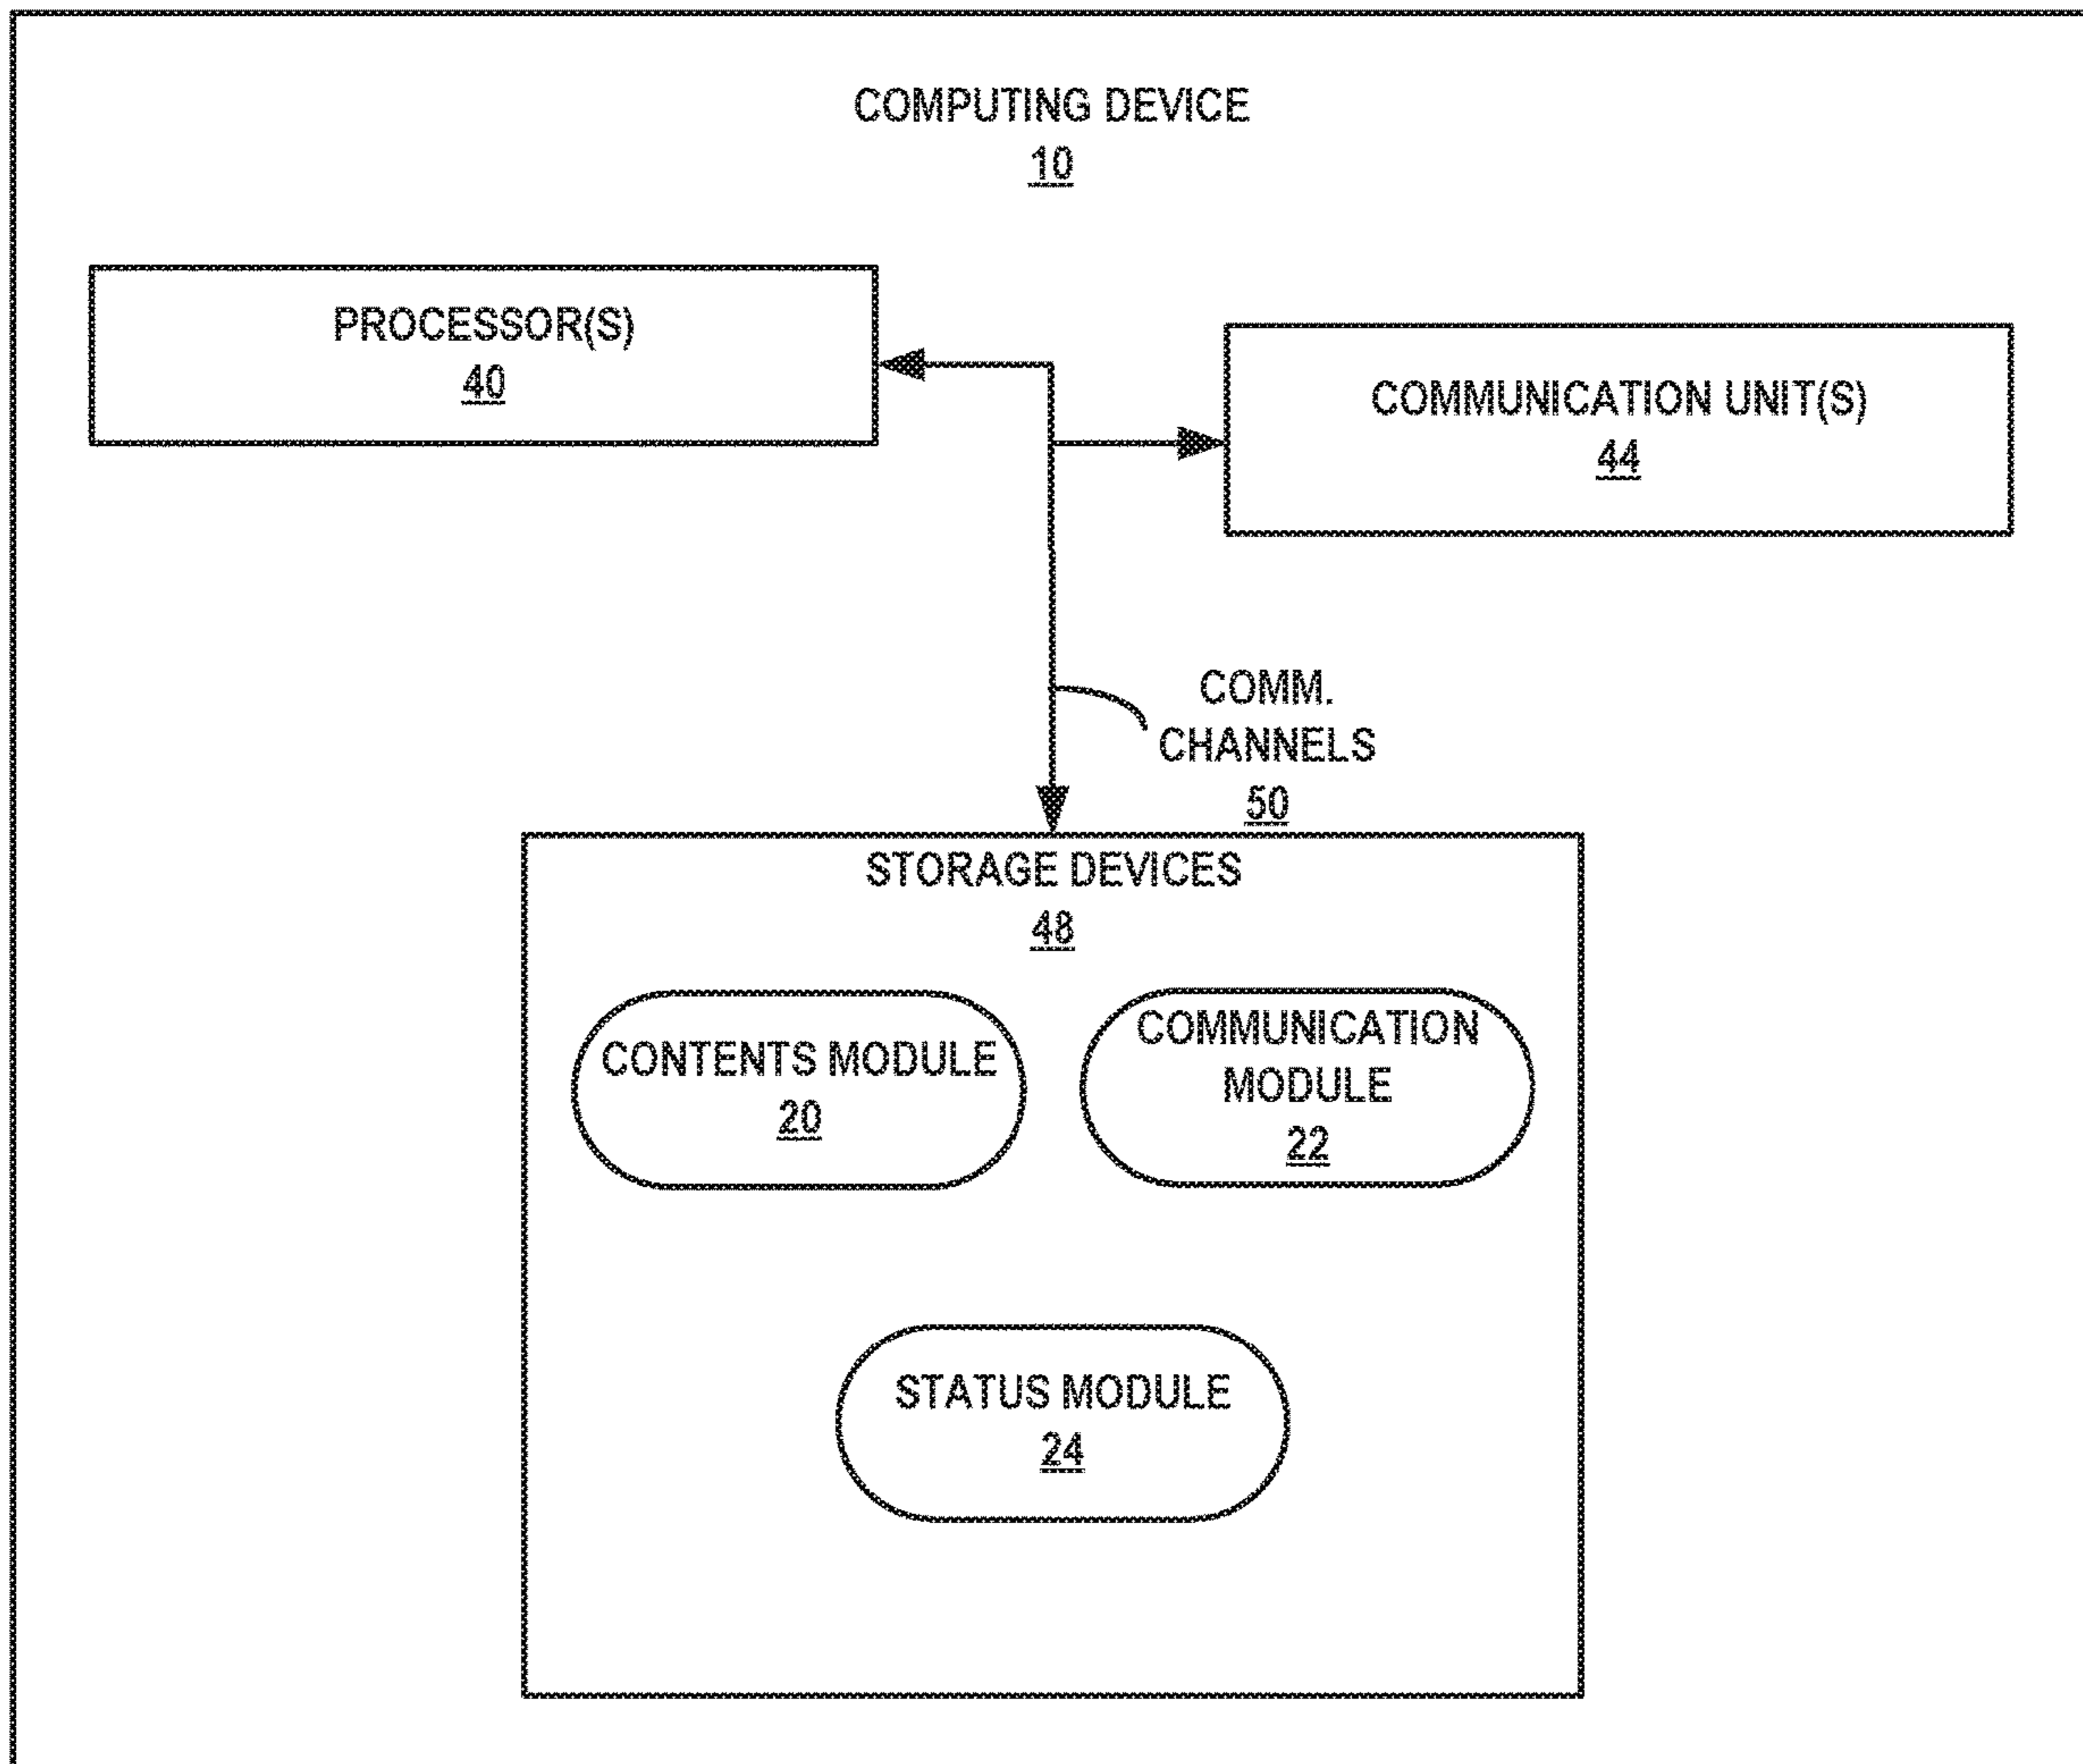 COMPUTING DEVICE
10
PROCESSOR(S)
40
COMMUNICATION UNIT(S)
44
COMM.
CHANNELS
50
STORAGE DEVICES
48
CONTENTS MODULE
20
COMMUNICATION
MODULE
22
STATUS MODULE
24